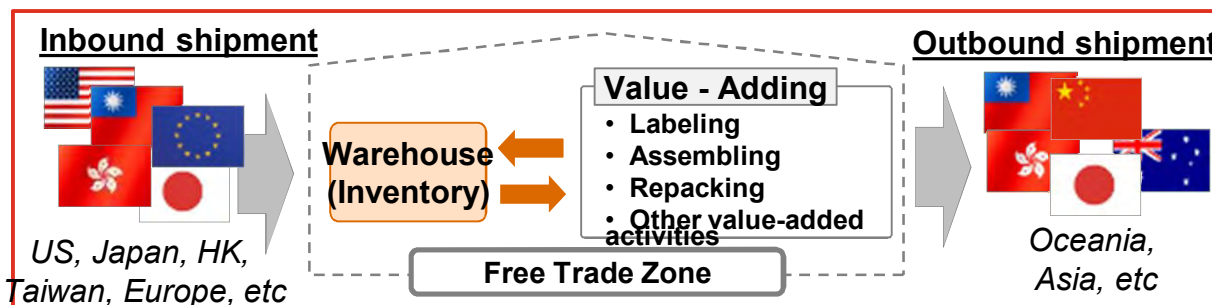 Inbound shipment
US, Japan, HK,
Taiwan, Europe, etc
Warehouse
(Inventory)
Value - Adding
• Labeling
• Assembling
• Repacking
• Other value-added
activities
Free Trade Zone
Outbound shipment
Oceania,
Asia, etc